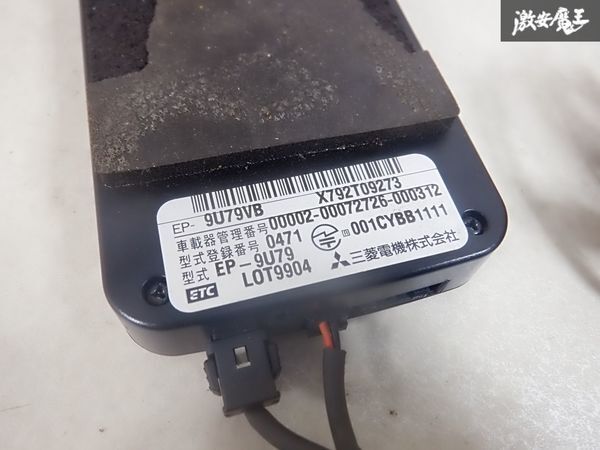 激安魔王
EP- 9U79VB X792T09273
車載器管理番号 00002-00072726-000312
型式登録番号 0471 001CYBB1111
型式 EP-9U79
ETC LOT9904 三菱電機株式会社